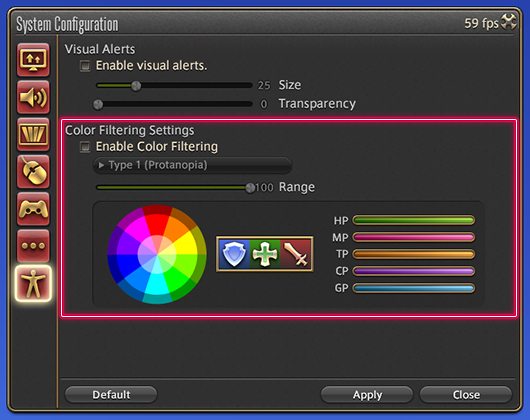 System Configuration
59 fps
Visual Alerts
Enable visual alerts.
25 Size
0 Transparency
Color Filtering Settings
Enable Color Filtering
Type 1 (Protanopia)
100 Range
HP
MP
TP
CP
GP
Default
Apply
Close